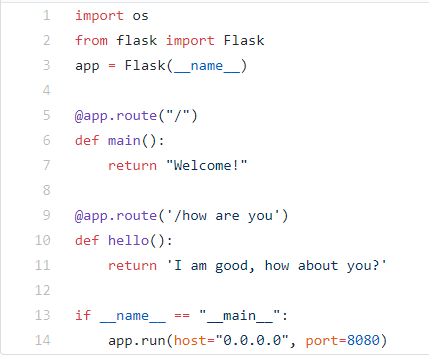 1 import os
2 from flask import Flask
3 app = Flask(__name__)
4
5 @app.route("/")
6 def main():
7     return "Welcome!"
8
9 @app.route('/how are you')
10 def hello():
11     return 'I am good, how about you?'
12
13 if __name__ == "__main__":
14     app.run(host="0.0.0.0", port=8080)